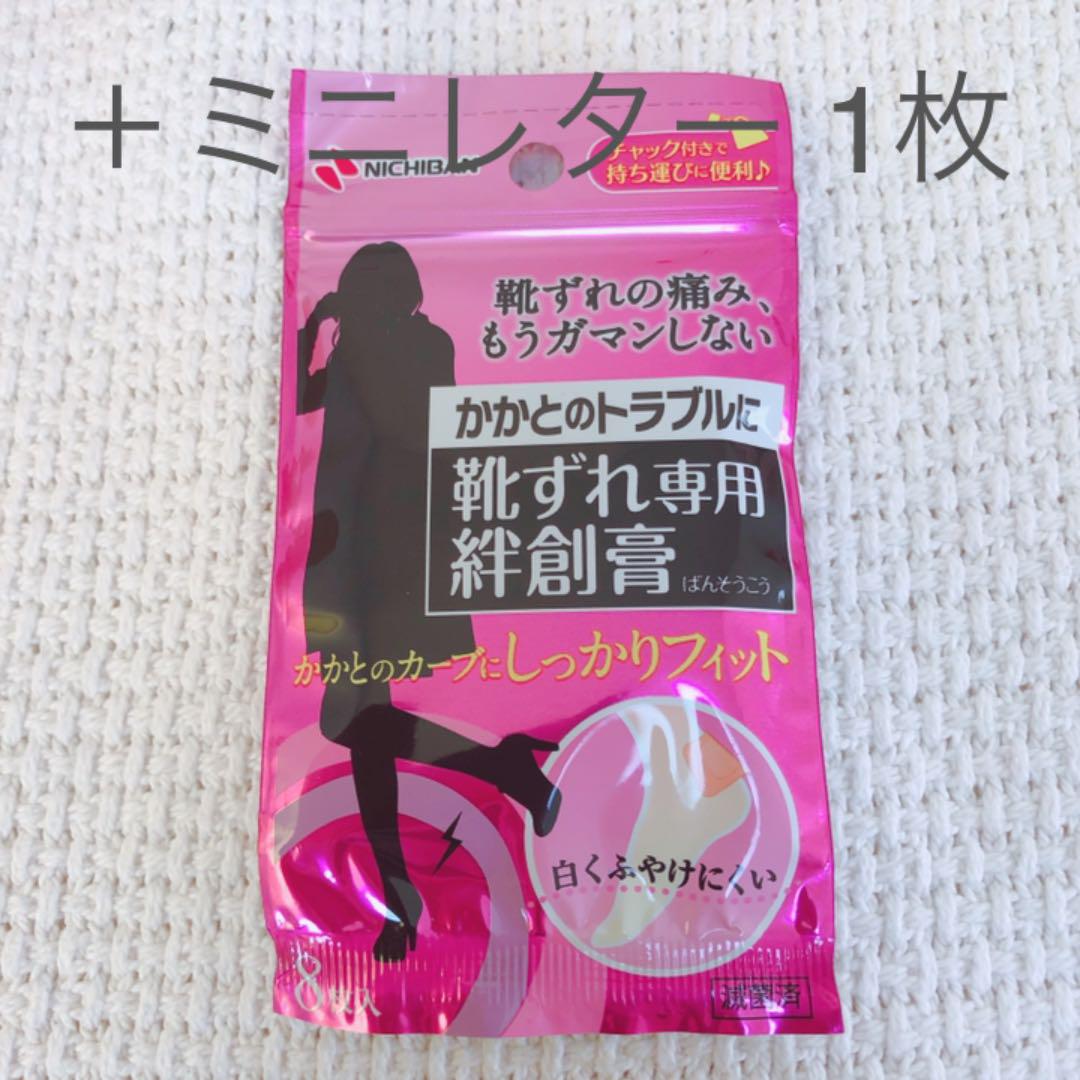 ＋ミニレター 1枚
NICHIBAN
チャック付きで
持ち運びに便利♪
靴ずれの痛み、
もうガマンしない
かかとのトラブルに
靴ずれ専用
絆創膏 ばんそうこう
かかとのカーブにしっかりフィット
白くふやけにくい
8枚入
滅菌済